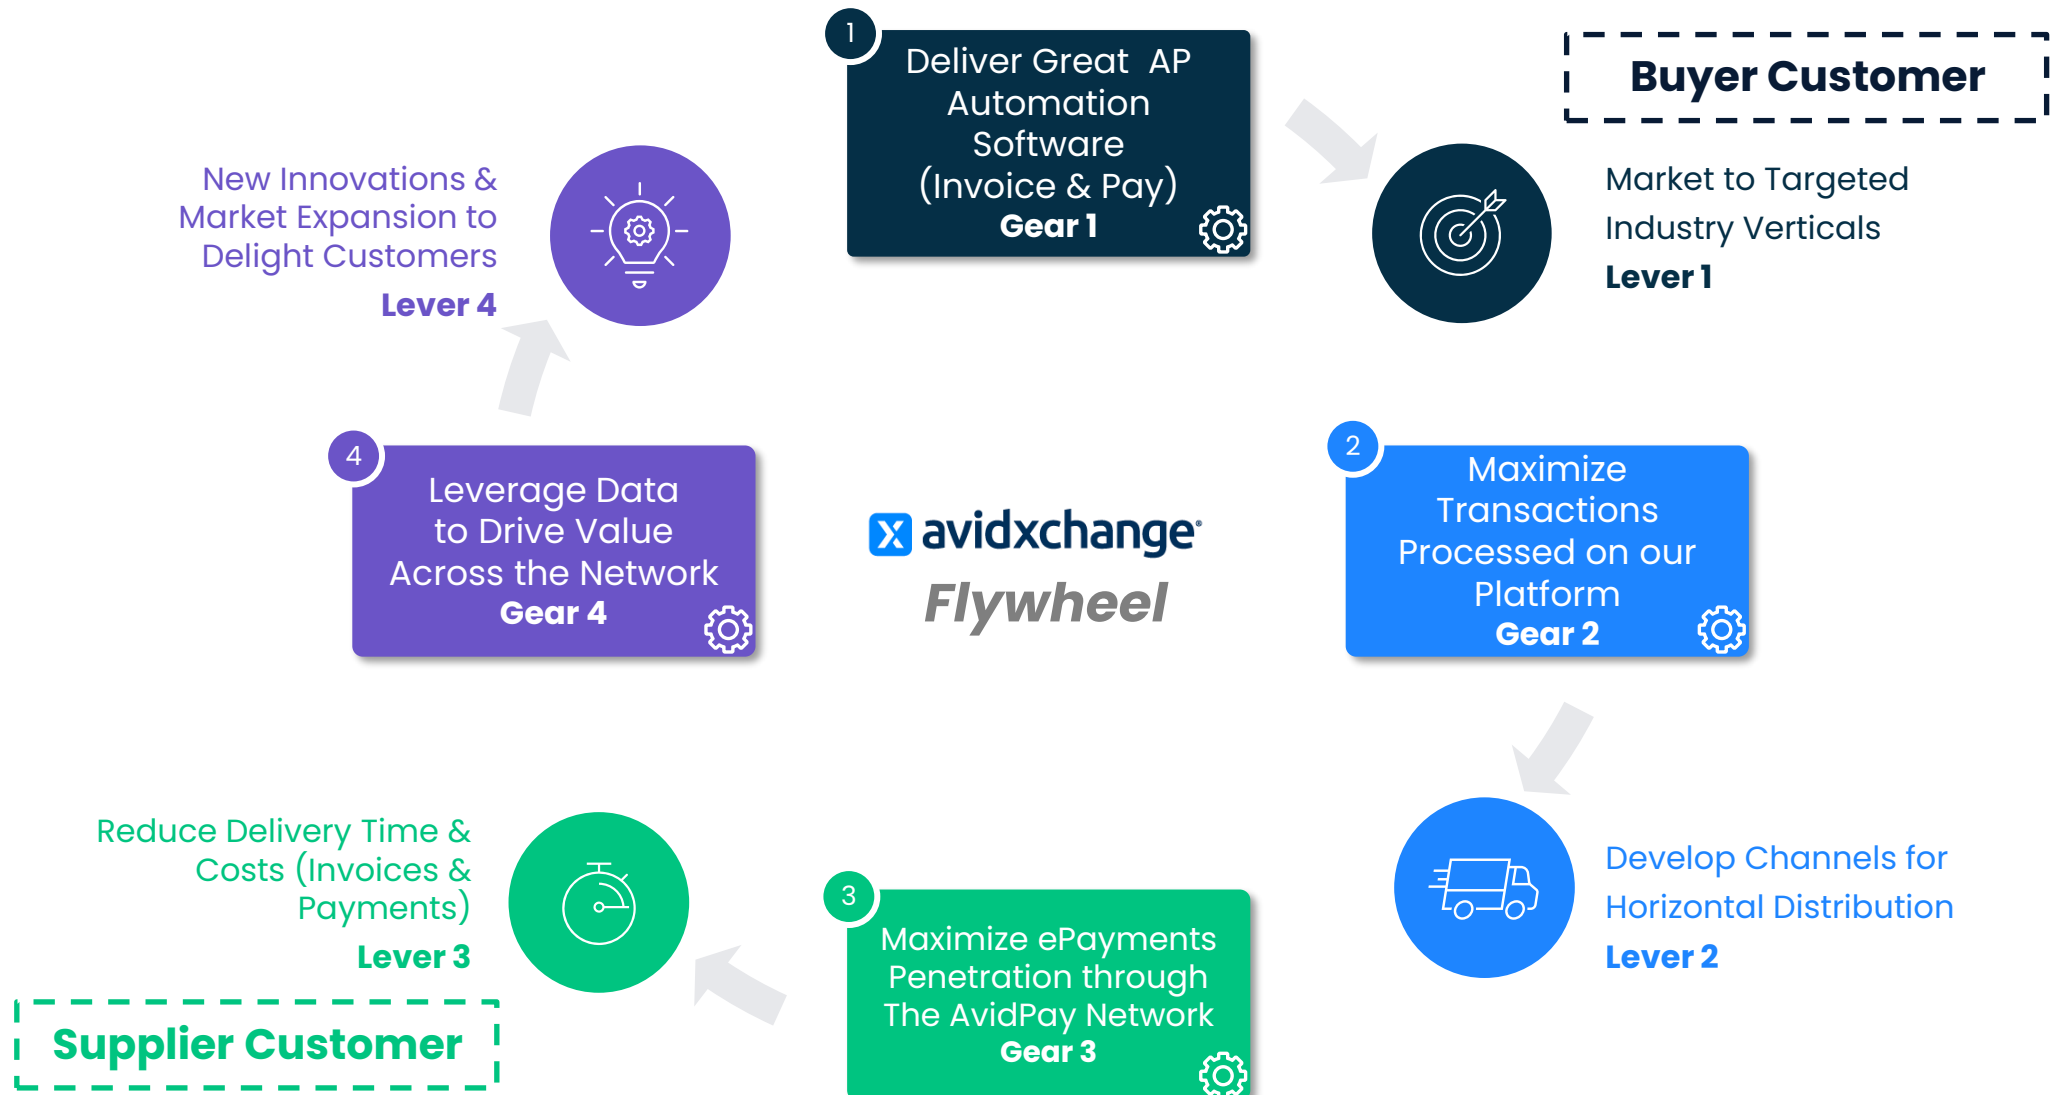 1
Deliver Great AP
Automation
Software
(Invoice & Pay)
Gear 1
Buyer Customer
Market to Targeted
Industry Verticals
Lever 1
New Innovations &
Market Expansion to
Delight Customers
Lever 4
4
Leverage Data
to Drive Value
Across the Network
Gear 4
x avidxchange
Flywheel
2
Maximize
Transactions
Processed on our
Platform
Gear 2
Reduce Delivery Time &
Costs (Invoices &
Payments)
Lever 3
Supplier Customer
3
Maximize ePayments
Penetration through
The AvidPay Network
Gear 3
Develop Channels for
Horizontal Distribution
Lever 2